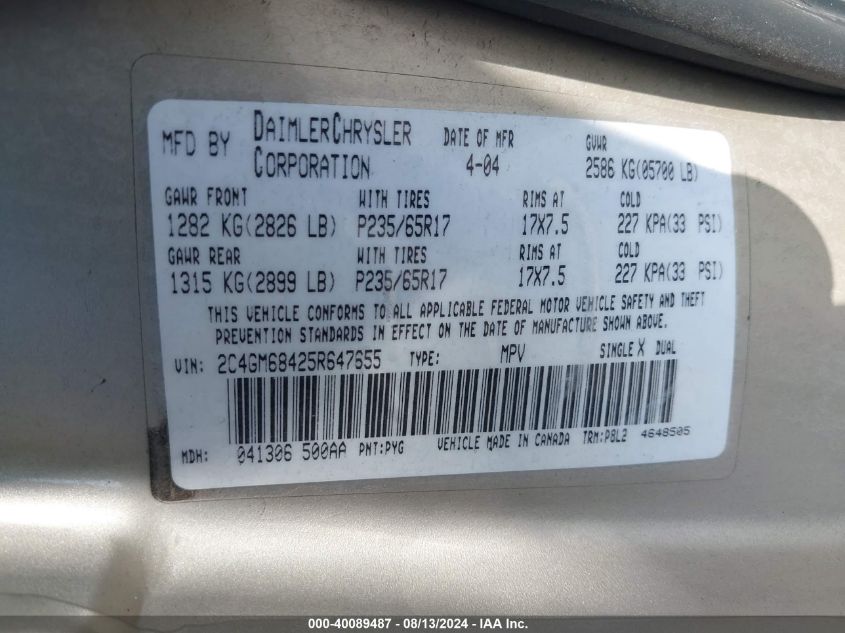 MFD BY DAIMLERCHRYSLER CORPORATION DATE OF MFR 4-04 GVWR 2586 KG(05700 LB)
GAWR FRONT WITH TIRES RIMS AT COLD
1282 KG(2826 LB) P235/65R17 17X7.5 227 KPA(33 PSI)
GAWR REAR WITH TIRES RIMS AT COLD
1315 KG(2899 LB) P235/65R17 17X7.5 227 KPA(33 PSI)
THIS VEHICLE CONFORMS TO ALL APPLICABLE FEDERAL MOTOR VEHICLE SAFETY AND THEFT
PREVENTION STANDARDS IN EFFECT ON THE DATE OF MANUFACTURE SHOWN ABOVE.
VIN: 2C4GM68425R647655 TYPE: MPV SINGLE X DUAL
MDH: 041306 500AA PNT:PYG VEHICLE MADE IN CANADA TRM:PBL2 4648505
000-40089487 - 08/13/2024 - IAA Inc.